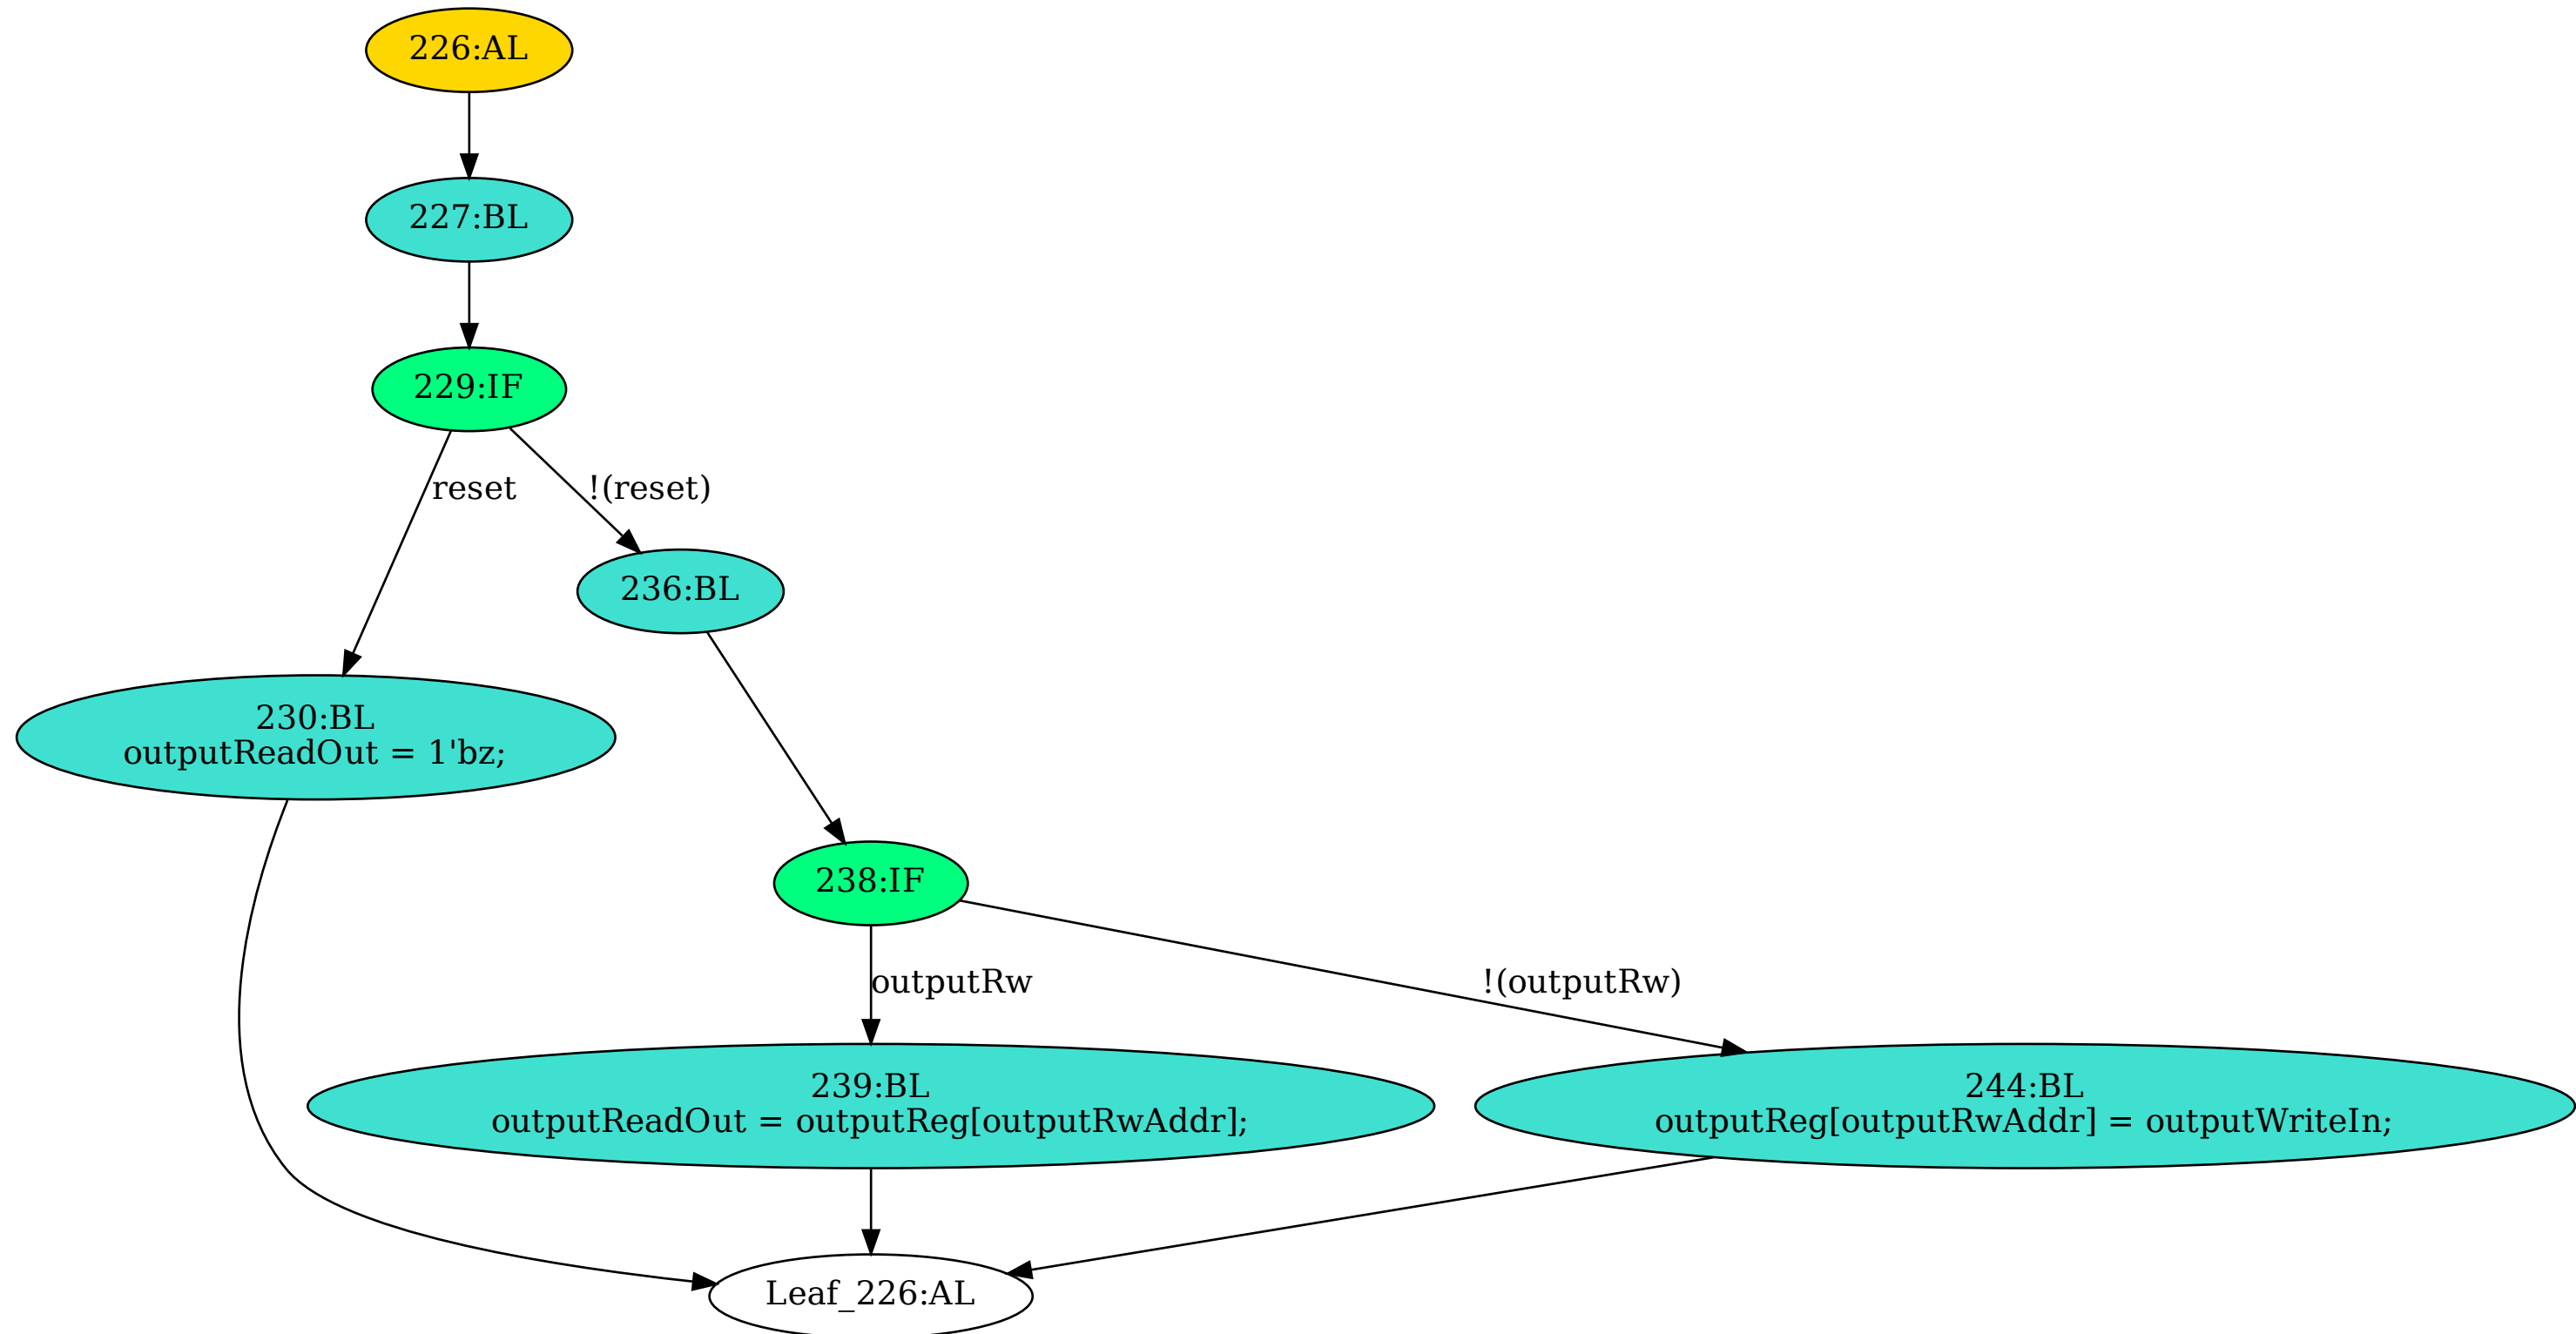 226:AL
227:BL
229:IF
reset
!(reset)
236:BL
230:BL
outputReadOut = 1'bz;
238:IF
outputRw
!(outputRw)
239:BL
outputReadOut = outputReg[outputRwAddr];
244:BL
outputReg[outputRwAddr] = outputWriteIn;
Leaf_226:AL